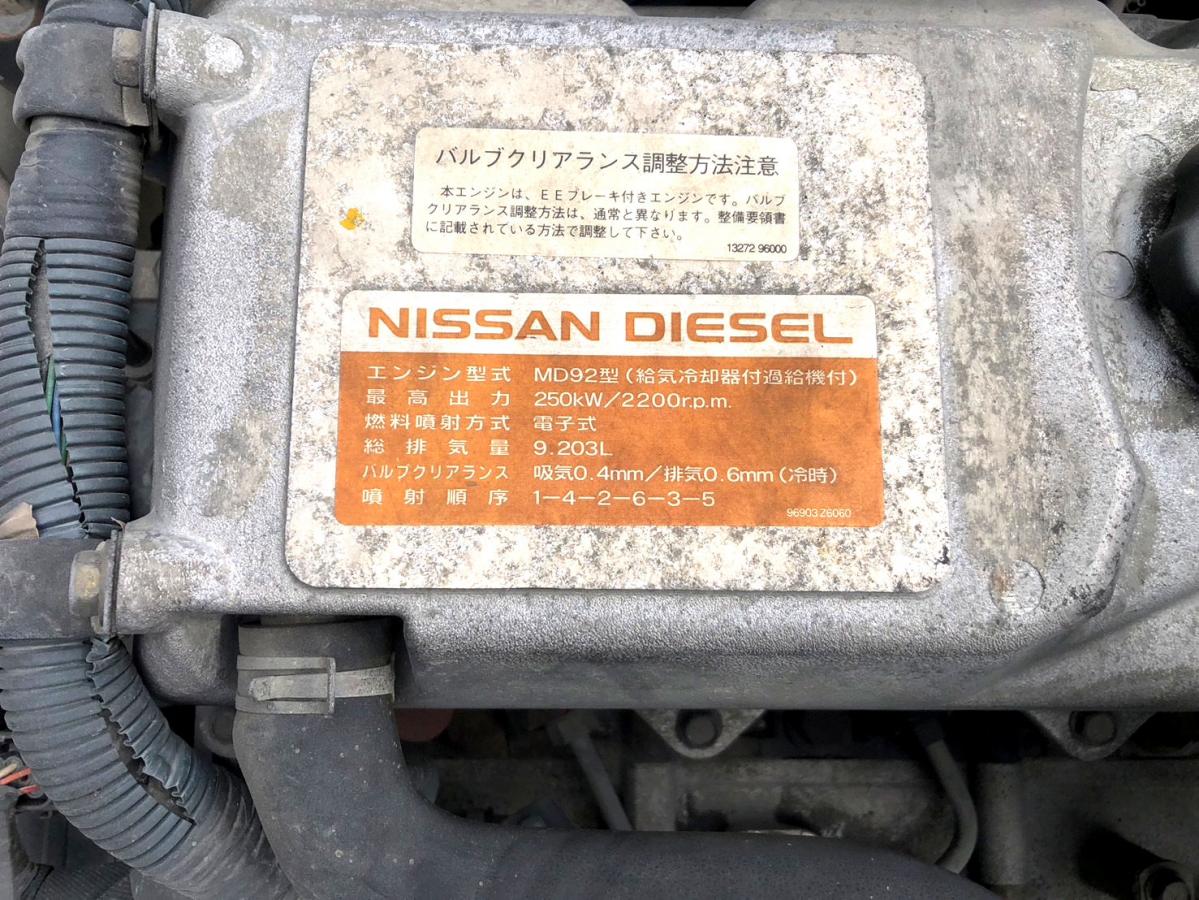 バルブクリアランス調整方法注意
本エンジンは、EEブレーキ付きエンジンです。バルブ
クリアランス調整方法は、通常と異なります。整備要領書
に記載されている方法で調整して下さい。
13272 96000
NISSAN DIESEL
エンジン型式 MD92型(給気冷却器付過給機付)
最高出力 250kW/2200r.p.m.
燃料噴射方式 電子式
総排気量 9.203L
バルブクリアランス 吸気0.4mm/排気0.6mm(冷時)
噴射順序 1-4-2-6-3-5
96903Z6060